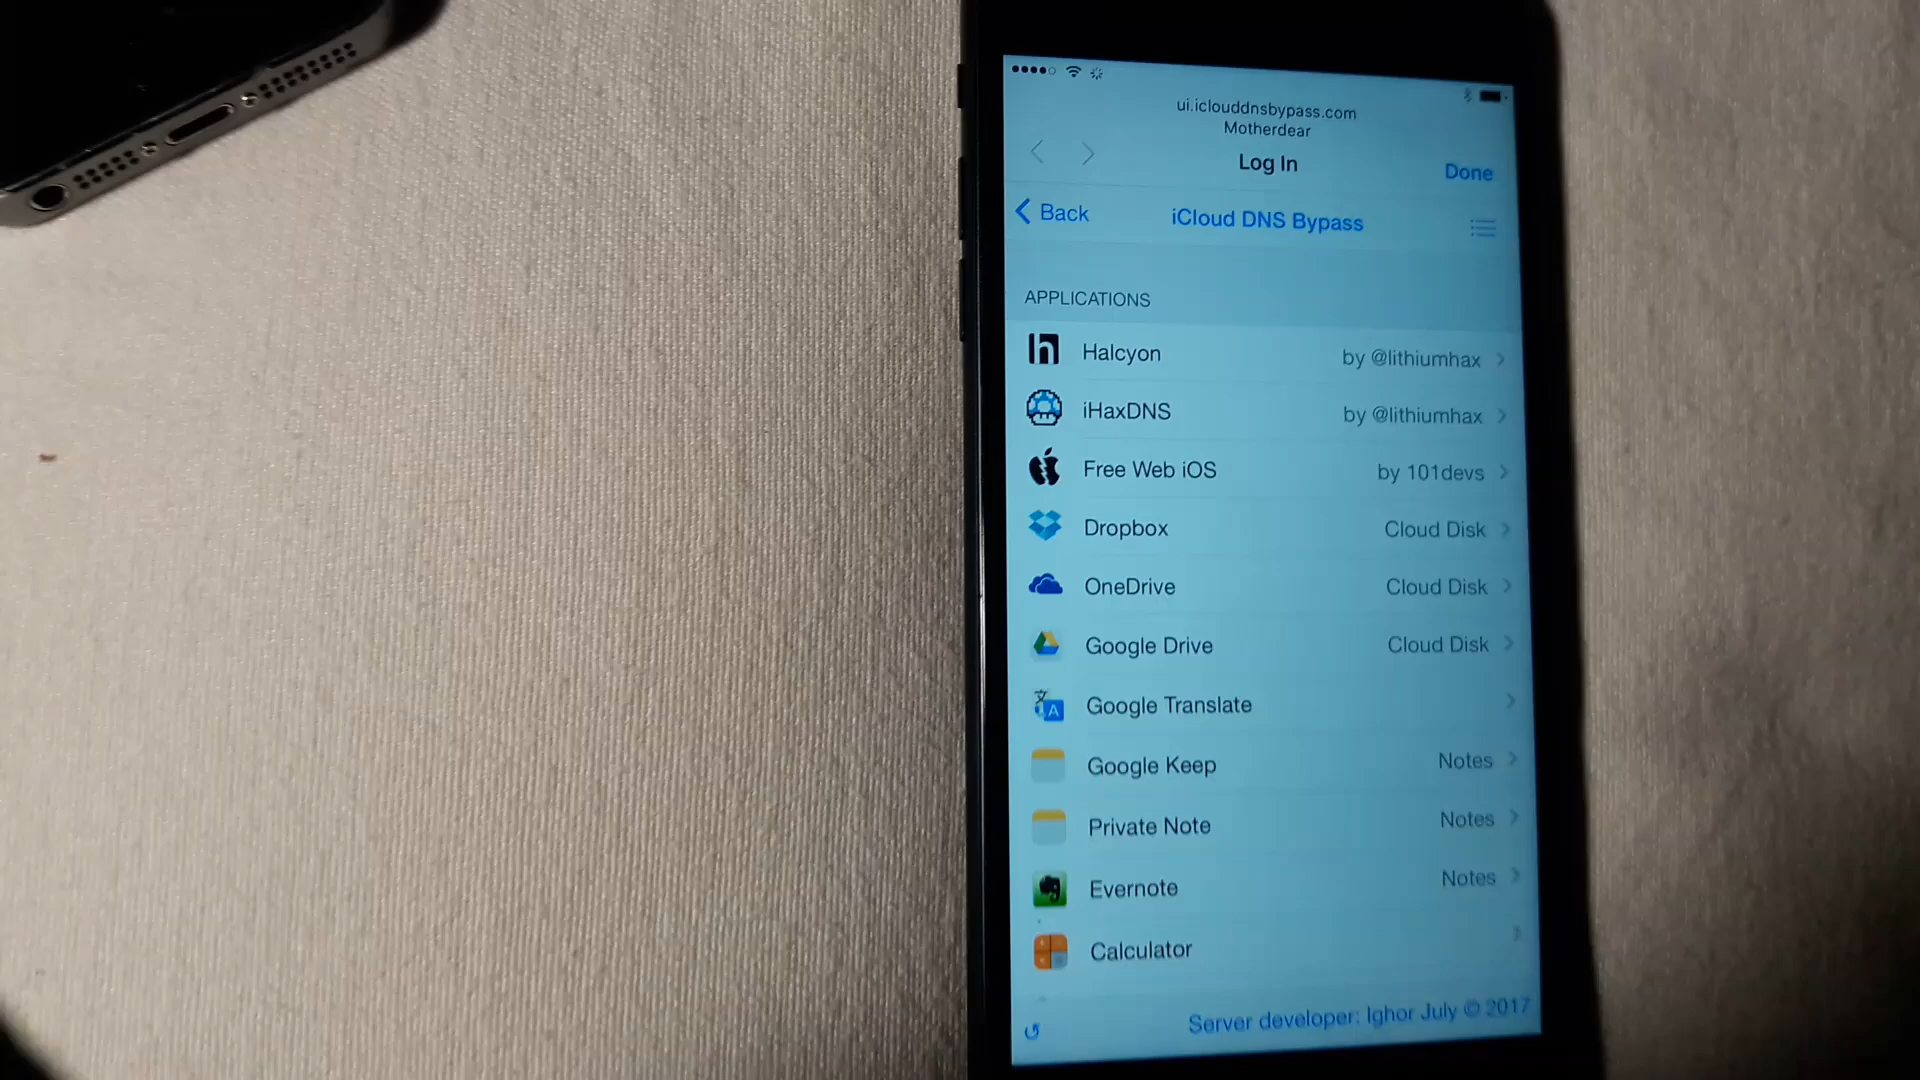 ui.iclouddnsbypass.com
Motherdear
Log In
Done
Back
iCloud DNS Bypass
APPLICATIONS
Halcyon by @lithiumhax
iHaxDNS by @lithiumhax
Free Web iOS by 101devs
Dropbox Cloud Disk
OneDrive Cloud Disk
Google Drive Cloud Disk
Google Translate
Google Keep Notes
Private Note Notes
Evernote Notes
Calculator
Server developer: Ighor July © 2017